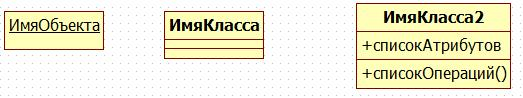 ИмяОбъекта
ИмяКласса
ИмяКласса2
+списокАтрибутов
+списокОпераций()